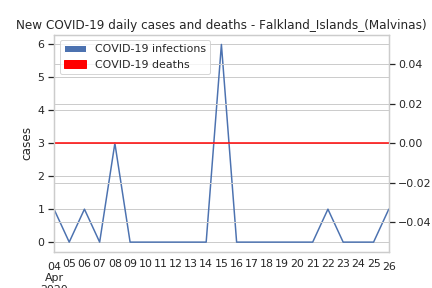 New COVID-19 daily cases and deaths - Falkland_Islands_(Malvinas)
COVID-19 infections
COVID-19 deaths
cases
6
5
4
3
2
1
0
0.04
0.02
0.00
−0.02
−0.04
04 05 06 07 08 09 10 11 12 13 14 15 16 17 18 19 20 21 22 23 24 25 26
Apr
2020